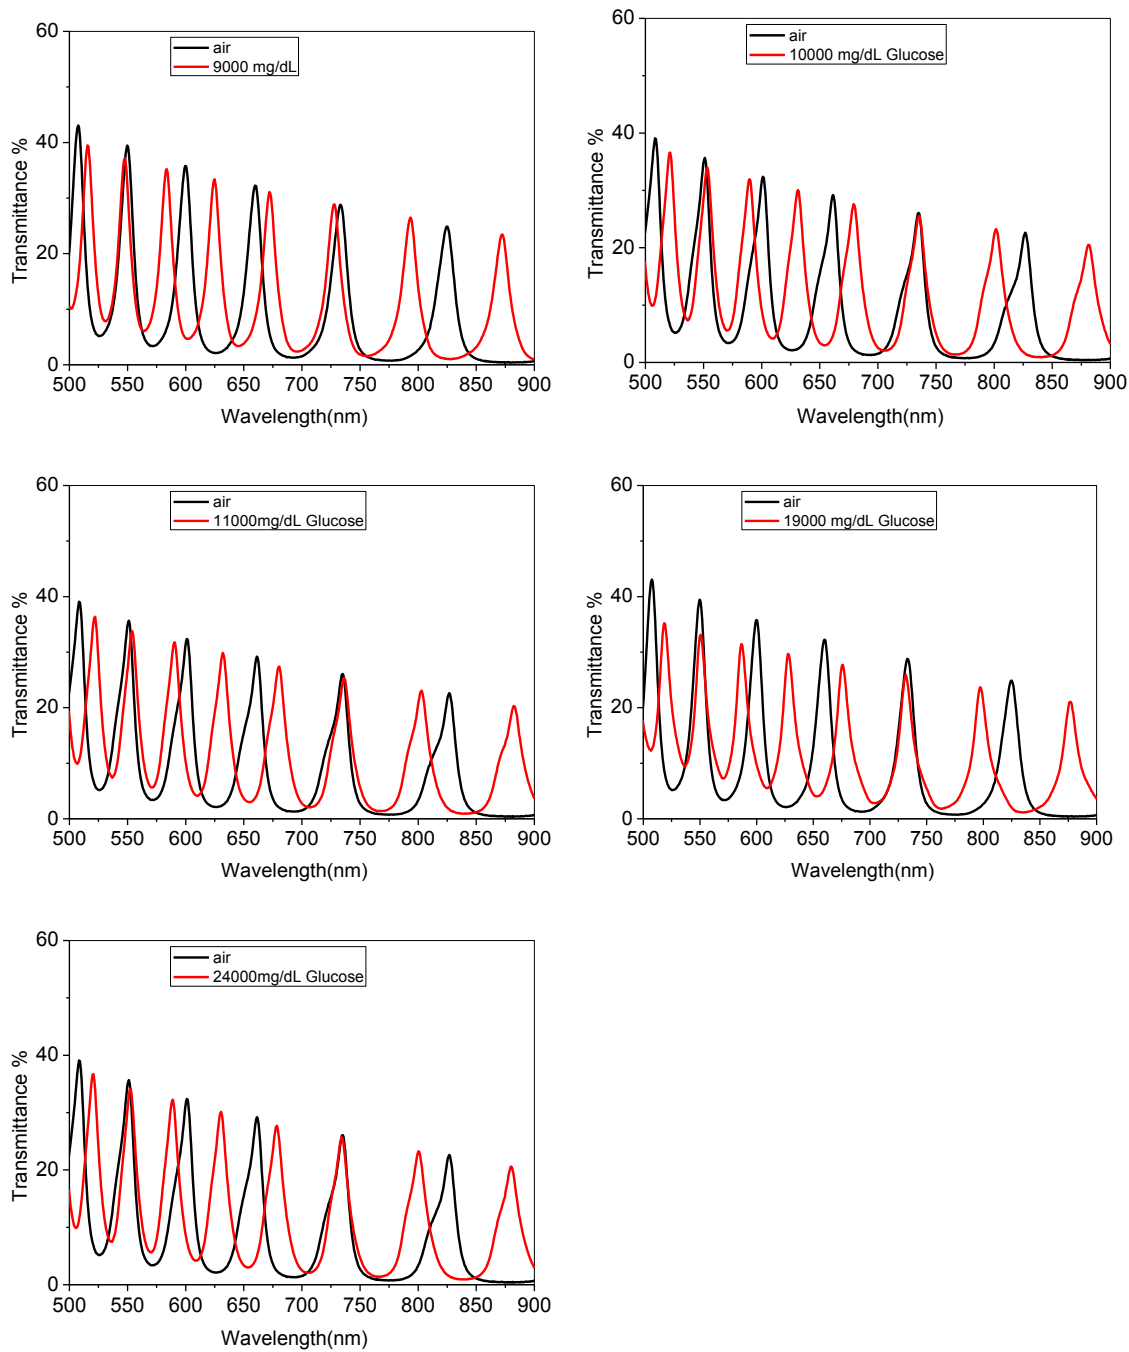 60
40
20
0
Transmittance %
air
9000 mg/dL
500 550 600 650 700 750 800 850 900
Wavelength(nm)
60
40
20
0
Transmittance %
air
10000 mg/dL Glucose
500 550 600 650 700 750 800 850 900
Wavelength(nm)
60
40
20
0
Transmittance %
air
11000mg/dL Glucose
500 550 600 650 700 750 800 850 900
Wavelength(nm)
60
40
20
0
Transmittance %
air
19000 mg/dL Glucose
500 550 600 650 700 750 800 850 900
Wavelength(nm)
60
40
20
0
Transmittance %
air
24000mg/dL Glucose
500 550 600 650 700 750 800 850 900
Wavelength(nm)